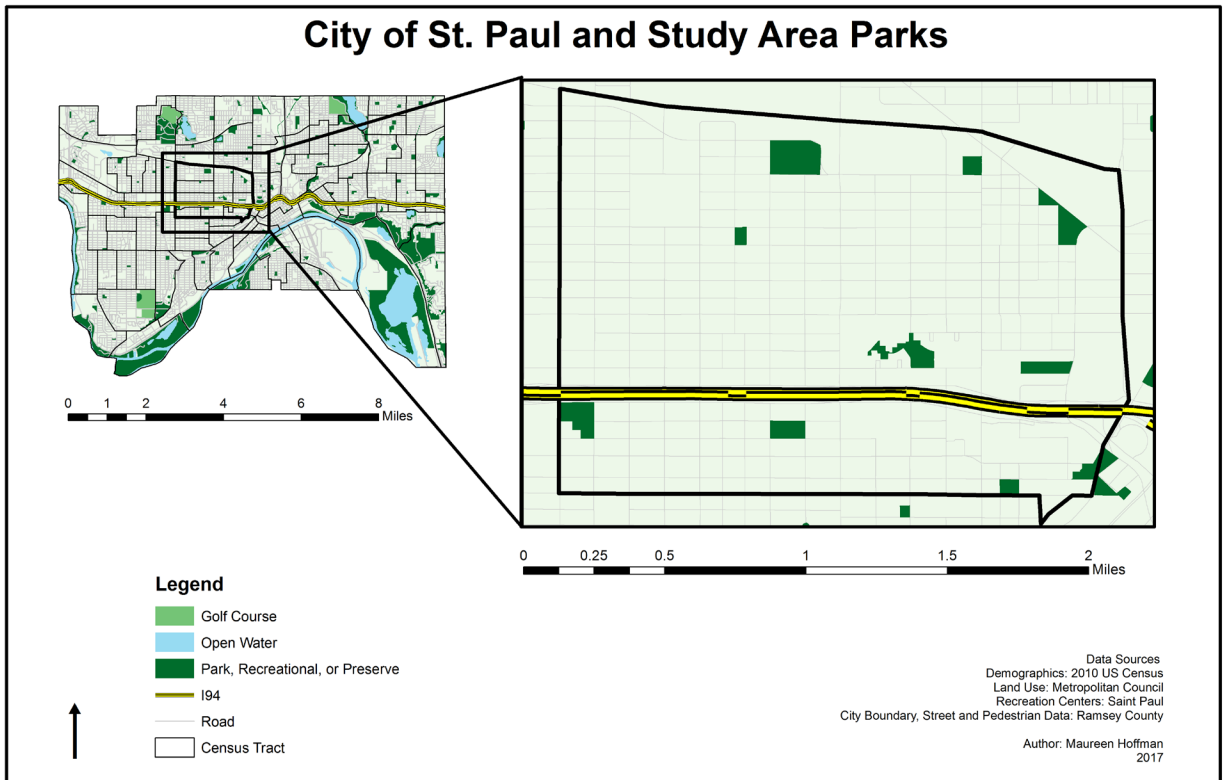 City of St. Paul and Study Area Parks
0 1 2 4 6 8
Miles
0 0.25 0.5 1 1.5 2
Miles
Legend
Golf Course
Open Water
Park, Recreational, or Preserve
I94
Road
Census Tract
Data Sources
Demographics: 2010 US Census
Land Use: Metropolitan Council
Recreation Centers: Saint Paul
City Boundary, Street and Pedestrian Data: Ramsey County
Author: Maureen Hoffman
2017